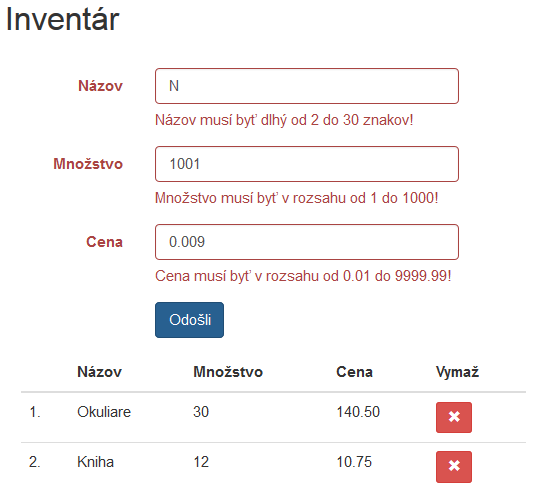 Inventár
Názov N
Názov musí byť dlhý od 2 do 30 znakov!
Množstvo 1001
Množstvo musí byť v rozsahu od 1 do 1000!
Cena 0.009
Cena musí byť v rozsahu od 0.01 do 9999.99!
Odošli
Názov Množstvo Cena Vymaž
1. Okuliare 30 140.50
2. Kniha 12 10.75